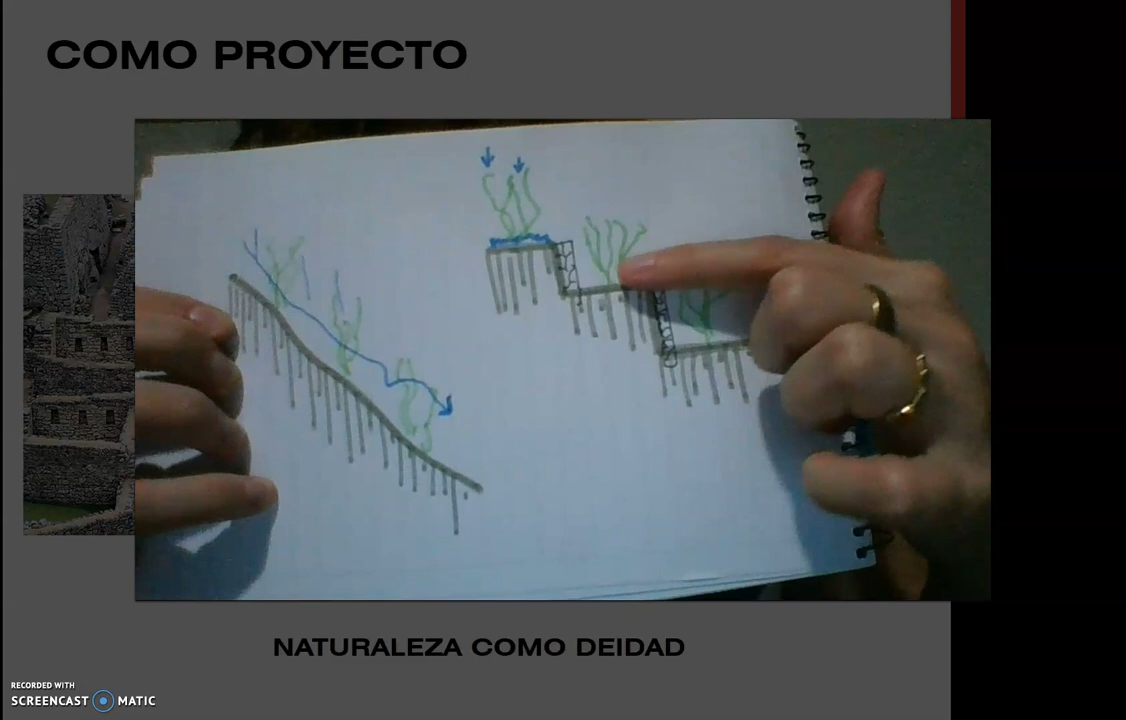 COMO PROYECTO
NATURALEZA COMO DEIDAD
RECORDED WITH
SCREENCAST MATIC